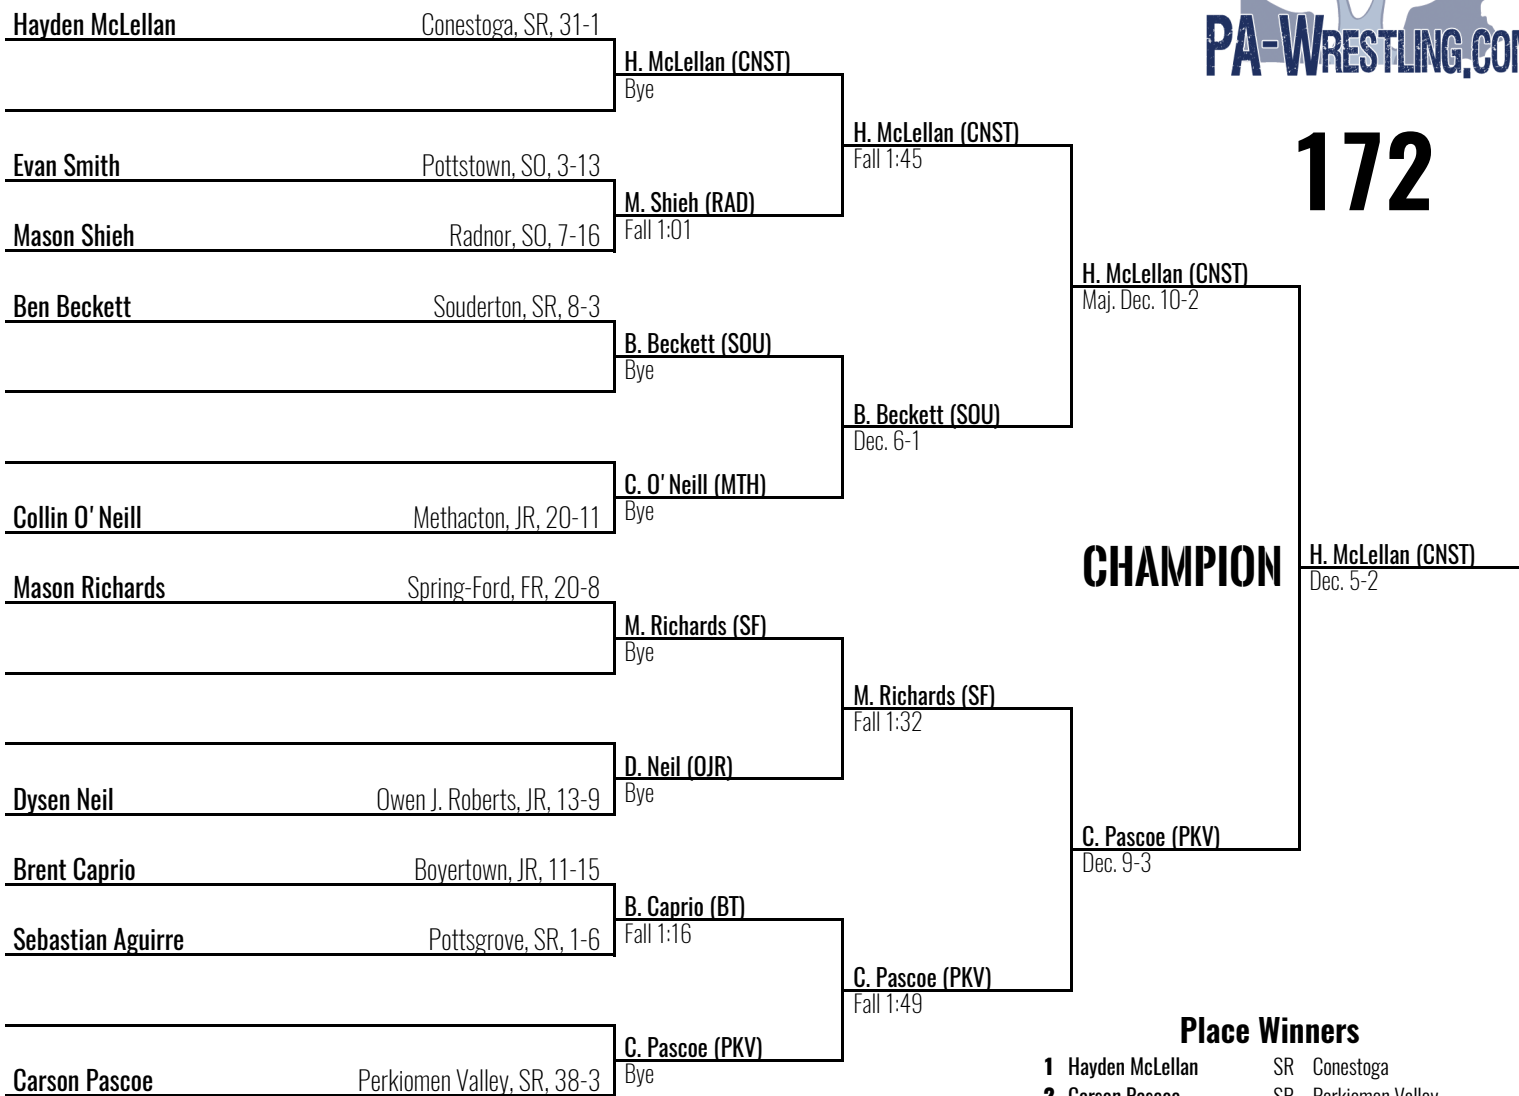 Hayden McLellan Conestoga, SR, 31-1
H. McLellan (CNST)
Bye
PA-WRESTLING.CO
172
H. McLellan (CNST)
Fall 1:45
Evan Smith Pottstown, SO, 3-13
M. Shieh (RAD)
Fall 1:01
Mason Shieh Radnor, SO, 7-16
H. McLellan (CNST)
Maj. Dec. 10-2
Ben Beckett Souderton, SR, 8-3
B. Beckett (SOU)
Bye
B. Beckett (SOU)
Dec. 6-1
C. O'Neill (MTH)
Bye
Collin O'Neill Methacton, JR, 20-11
CHAMPION
H. McLellan (CNST)
Dec. 5-2
Mason Richards Spring-Ford, FR, 20-8
M. Richards (SF)
Bye
M. Richards (SF)
Fall 1:32
D. Neil (OJR)
Bye
Dysen Neil Owen J. Roberts, JR, 13-9
C. Pascoe (PKV)
Dec. 9-3
Brent Caprio Boyertown, JR, 11-15
B. Caprio (BT)
Fall 1:16
Sebastian Aguirre Pottsgrove, SR, 1-6
C. Pascoe (PKV)
Fall 1:49
C. Pascoe (PKV)
Bye
Carson Pascoe Perkiomen Valley, SR, 38-3
Place Winners
1 Hayden McLellan SR Conestoga
2 Carson Pascoe SR Perkiomen Valley